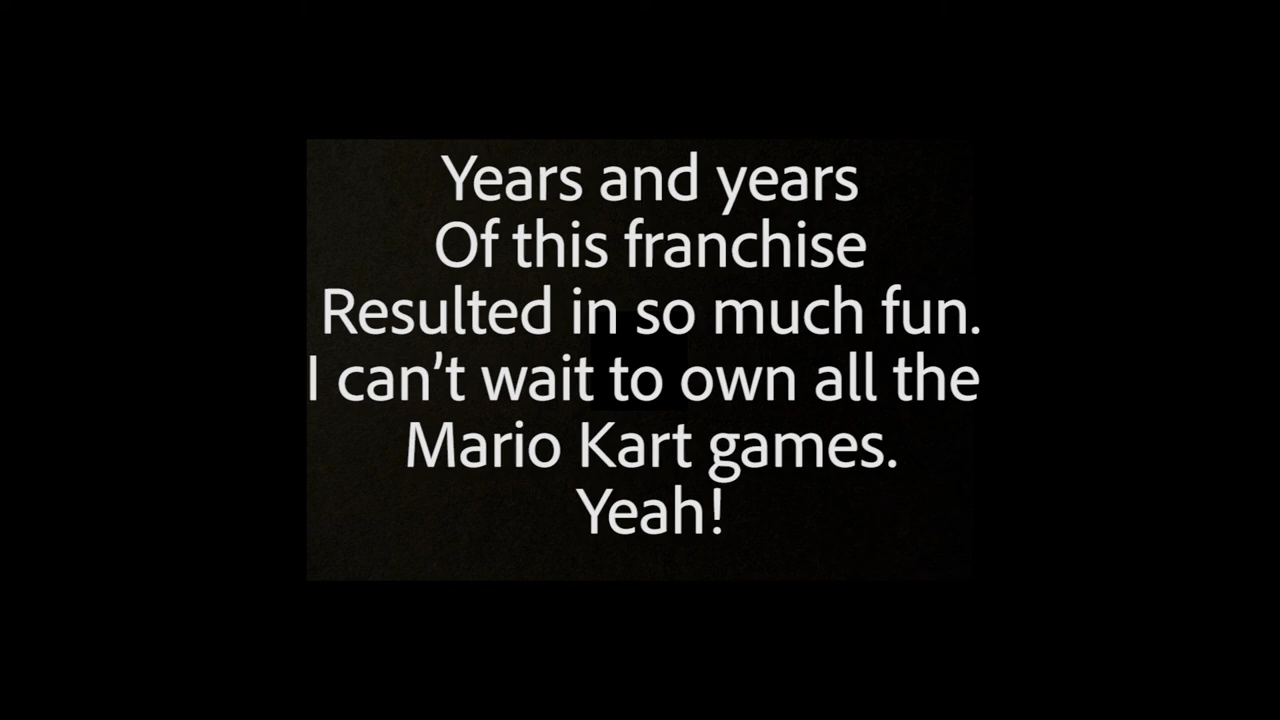 Years and years
Of this franchise
Resulted in so much fun.
I can’t wait to own all the
Mario Kart games.
Yeah!